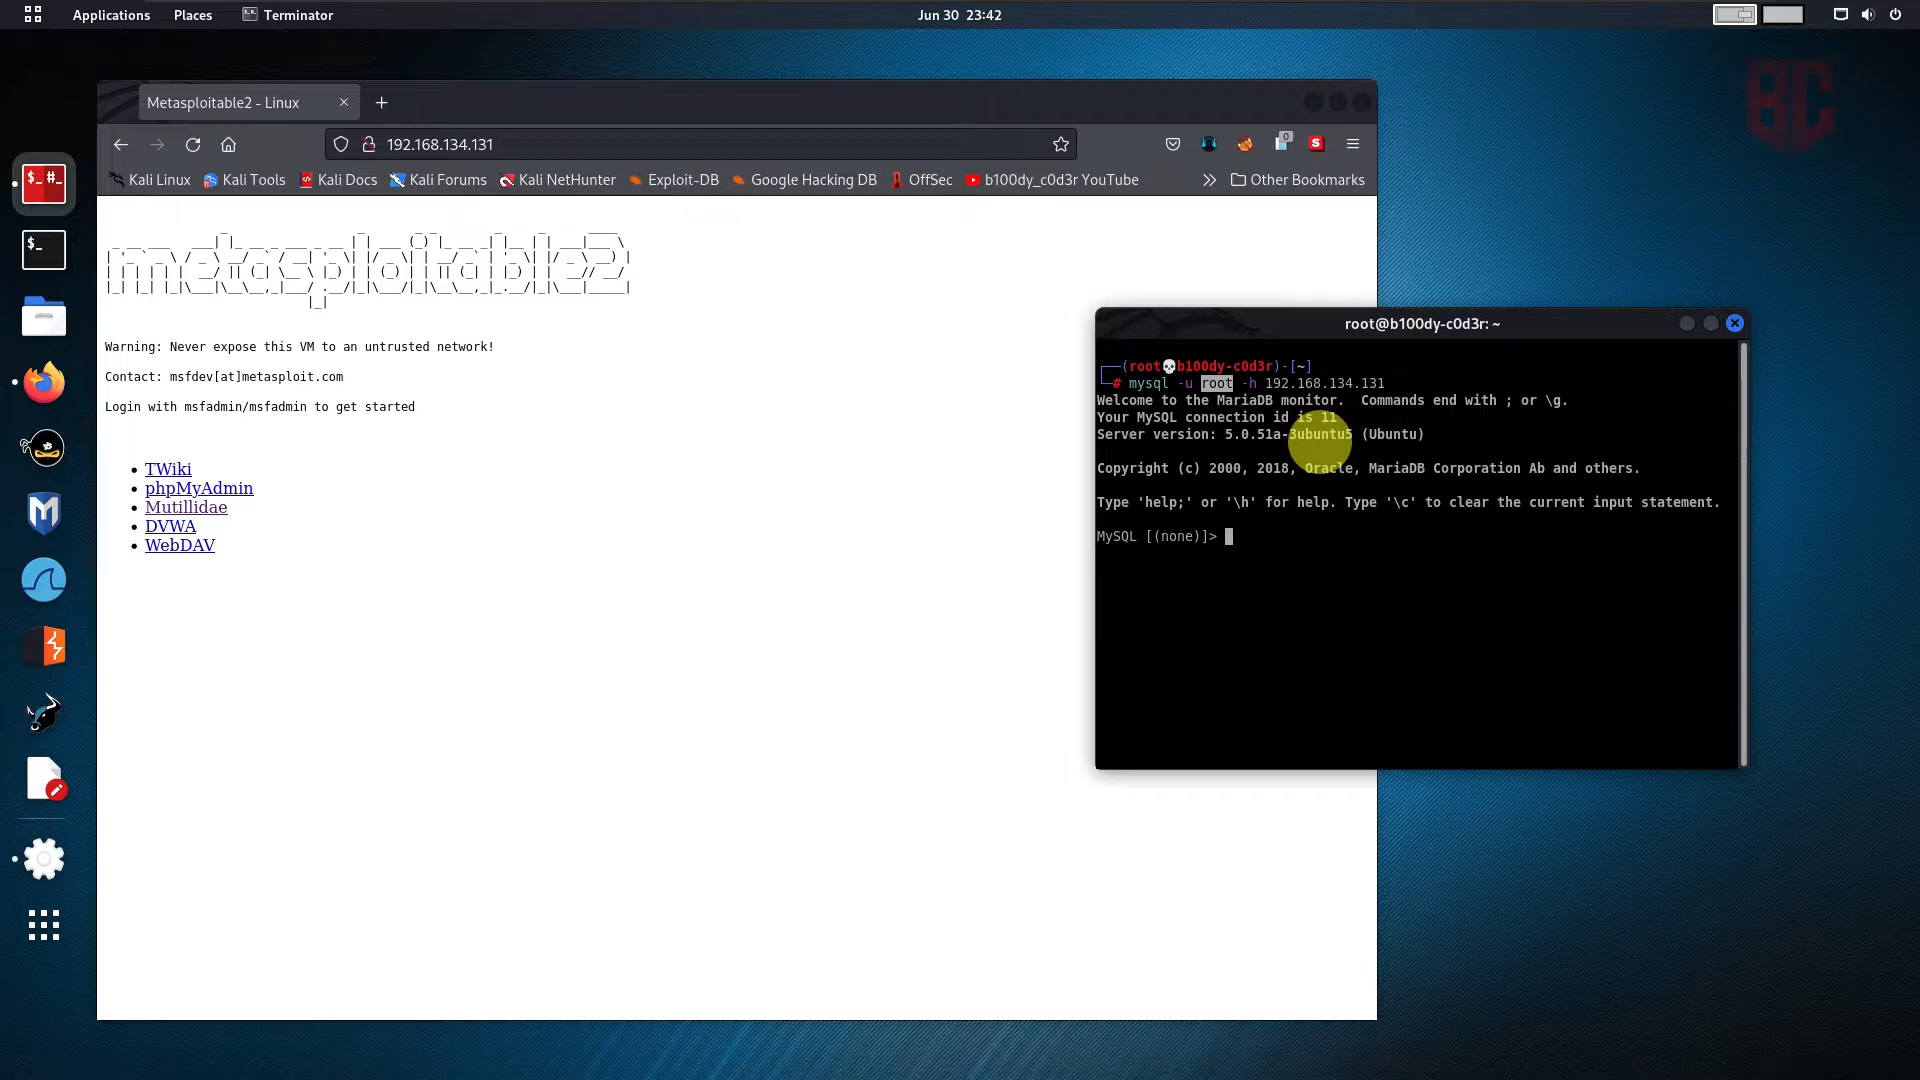 Applications Places Terminator Jun 30 23:42
BC
Metasploitable2 - Linux
192.168.134.131
0
S
Kali Linux Kali Tools Kali Docs Kali Forums Kali NetHunter Exploit-DB Google Hacking DB OffSec b100dy_c0d3r YouTube Other Bookmarks
metasploitable2
Warning: Never expose this VM to an untrusted network!
Contact: msfdev[at]metasploit.com
Login with msfadmin/msfadmin to get started
TWiki
phpMyAdmin
Mutillidae
DVWA
WebDAV
root@b100dy-c0d3r: ~
┌──(root💀b100dy-c0d3r)-[~]
└─# mysql -u root -h 192.168.134.131
Welcome to the MariaDB monitor.  Commands end with ; or \g.
Your MySQL connection id is 11
Server version: 5.0.51a-3ubuntu5 (Ubuntu)
Copyright (c) 2000, 2018, Oracle, MariaDB Corporation Ab and others.
Type 'help;' or '\h' for help. Type '\c' to clear the current input statement.
MySQL [(none)]>
$_ #_
$_
M